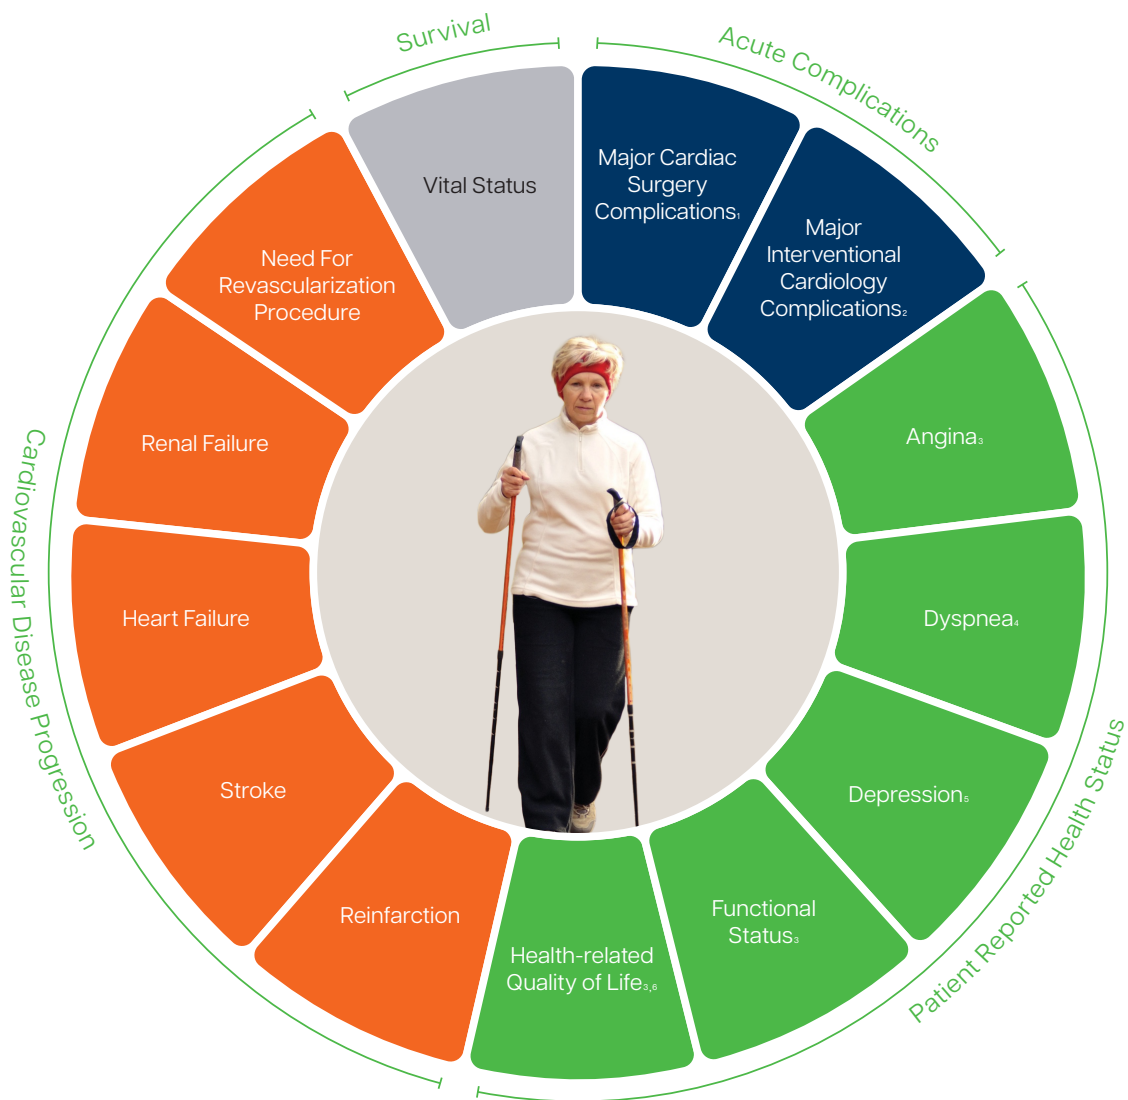 Survival
Acute Complications
Vital Status
Major Cardiac
Surgery
Complications₁
Major
Interventional
Cardiology
Complications₂
Angina₃
Dyspnea₄
Depression₅
Functional
Status₃
Health-related
Quality of Life₃,₆
Patient Reported Health Status
Reinfarction
Stroke
Heart Failure
Renal Failure
Need For
Revascularization
Procedure
Cardiovascular Disease Progression